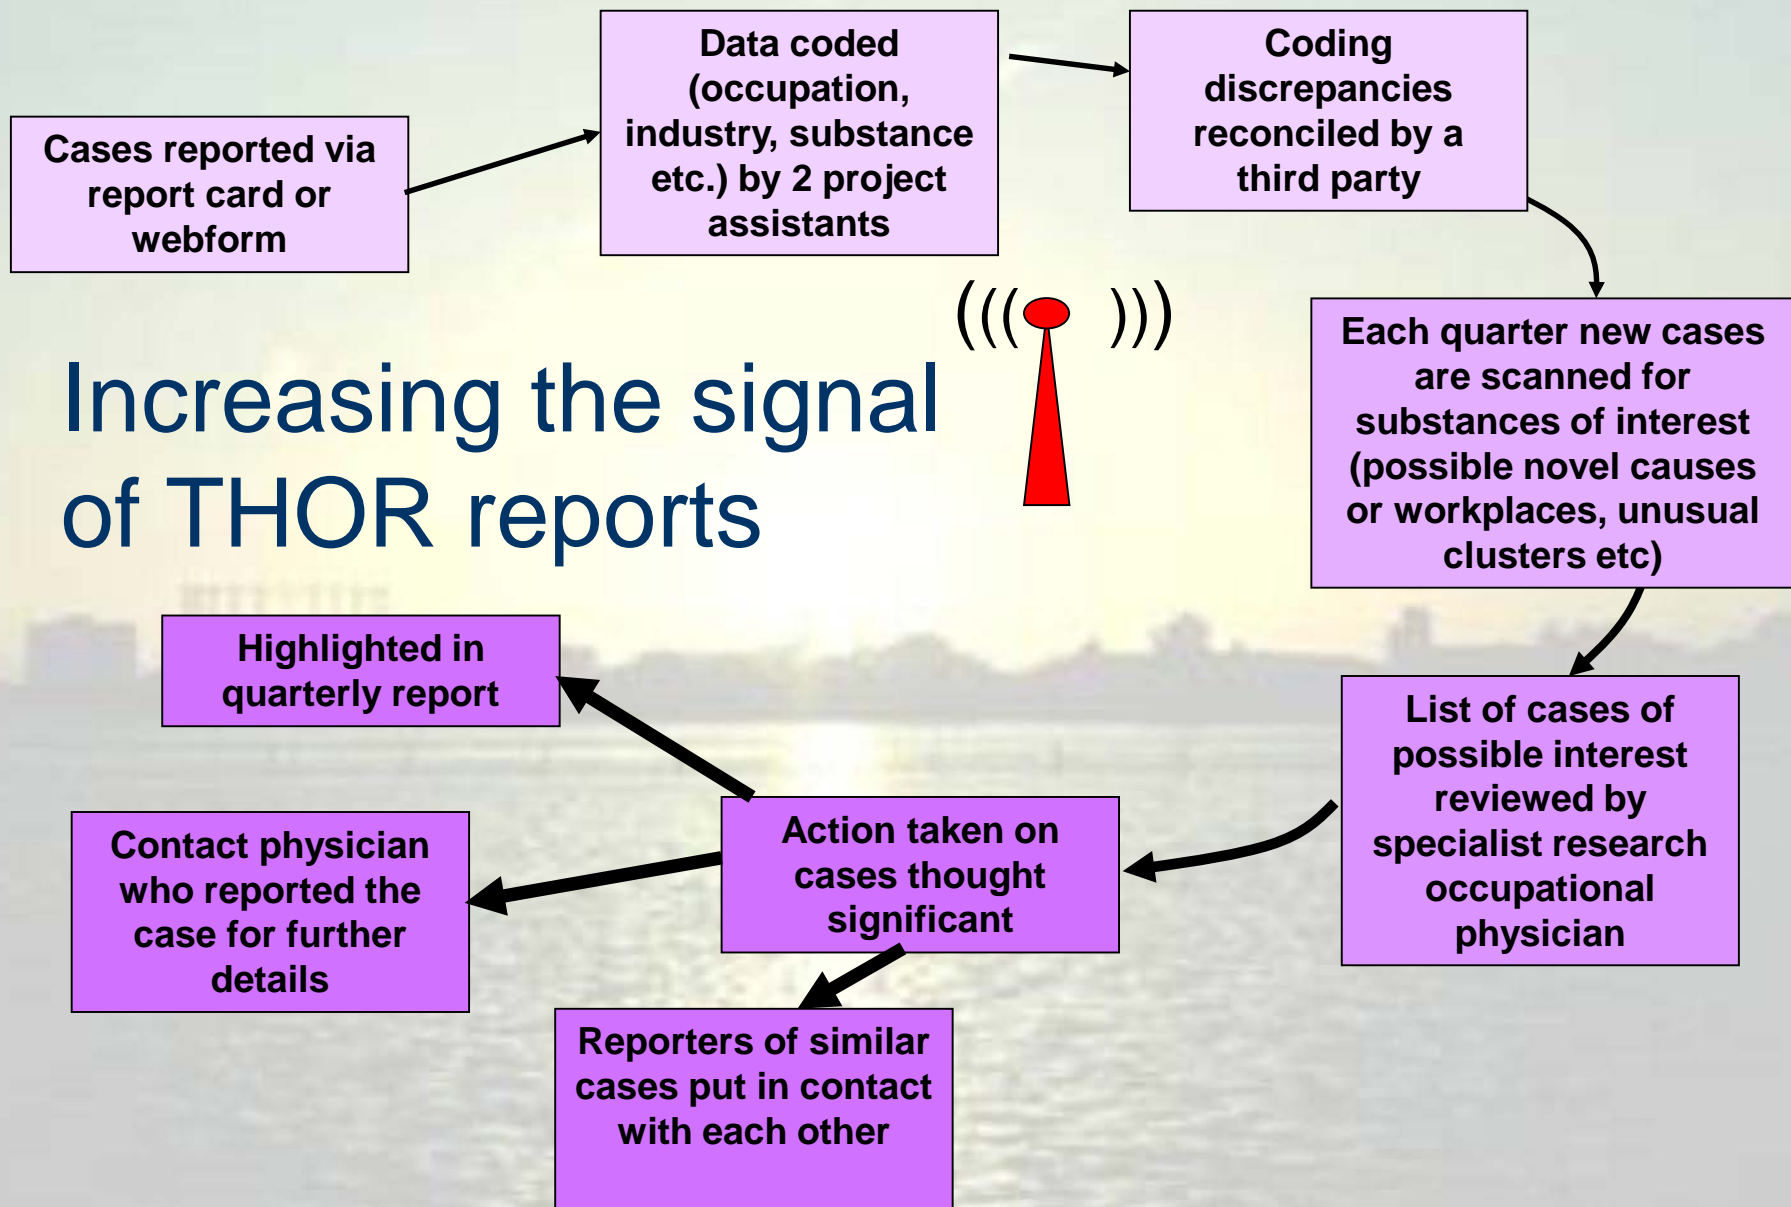 Cases reported via
report card or
webform
Data coded
(occupation,
industry, substance
etc.) by 2 project
assistants
Coding
discrepancies
reconciled by a
third party
Increasing the signal
of THOR reports
((( )))
Each quarter new cases
are scanned for
substances of interest
(possible novel causes
or workplaces, unusual
clusters etc)
List of cases of
possible interest
reviewed by
specialist research
occupational
physician
Action taken on
cases thought
significant
Highlighted in
quarterly report
Contact physician
who reported the
case for further
details
Reporters of similar
cases put in contact
with each other